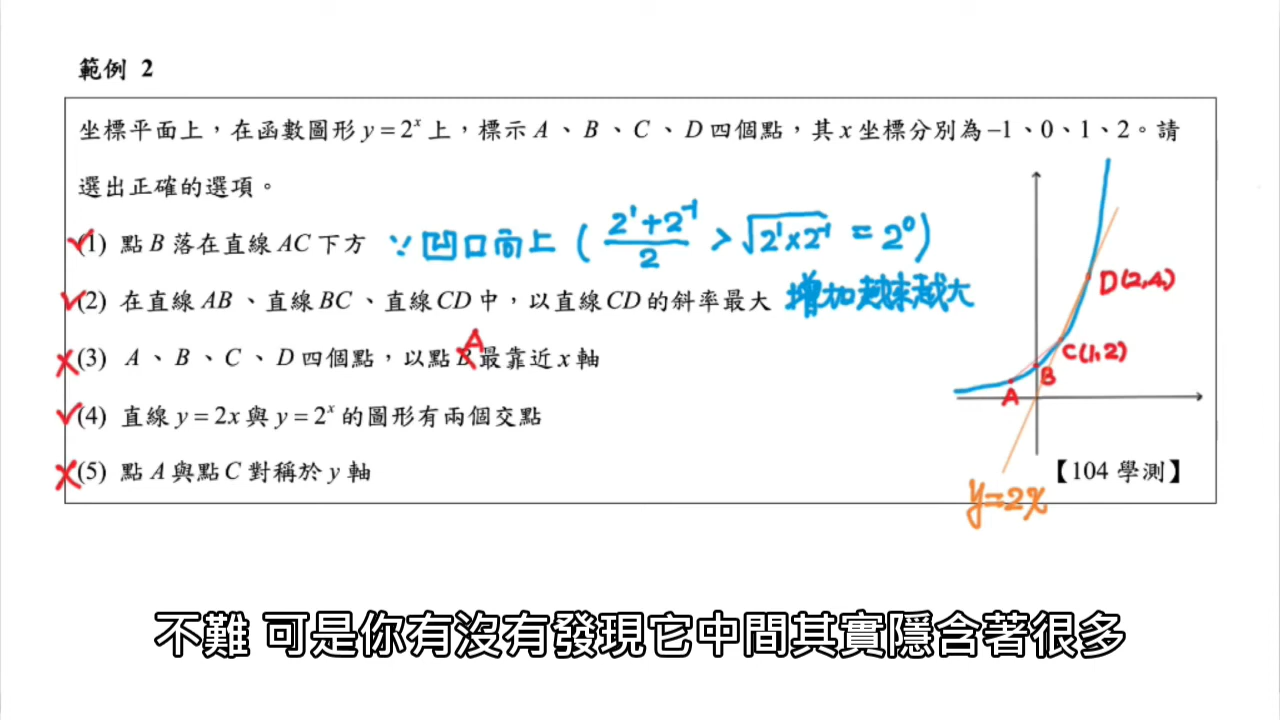 範例 2
坐標平面上，在函數圖形 y = 2^x 上，標示 A、B、C、D 四個點，其 x 坐標分別為 –1、0、1、2。請
選出正確的選項。
(1) 點 B 落在直線 AC 下方 ∵ 凹口向上 ( (2^1+2^-1)/2 > √(2^1×2^-1) = 2^0 )
(2) 在直線 AB、直線 BC、直線 CD 中，以直線 CD 的斜率最大 增加越來越大
A
(3) A、B、C、D 四個點，以點 B 最靠近 x 軸
(4) 直線 y = 2x 與 y = 2^x 的圖形有兩個交點
(5) 點 A 與點 C 對稱於 y 軸
D(2,4)
C(1,2)
B
A
【104 學測】
y=2x
不難 可是你有沒有發現它中間其實隱含著很多